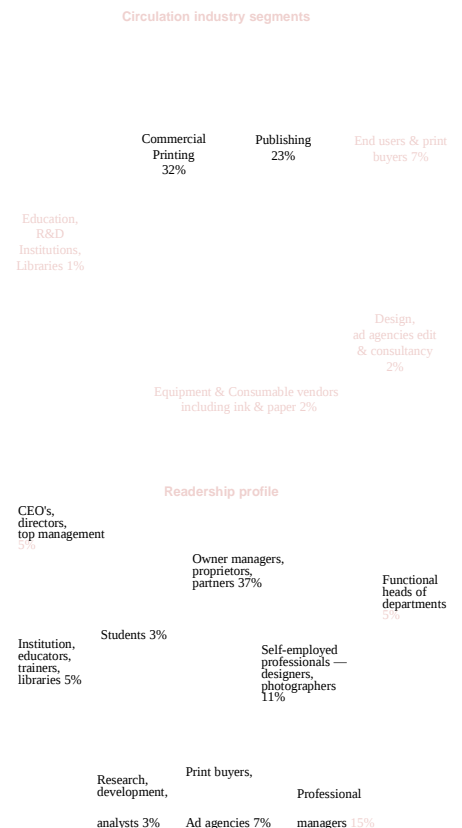 Circulation industry segments
Commercial
Printing
32%
Publishing
23%
End users & print
buyers 7%
Education,
R&D
Institutions,
Libraries 1%
Design,
ad agencies edit
& consultancy
2%
Equipment & Consumable vendors
including ink & paper 2%
Readership profile
CEO's,
directors,
top management
5%
Owner managers,
proprietors,
partners 37%
Functional
heads of
departments
5%
Students 3%
Institution,
educators,
trainers,
libraries 5%
Self-employed
professionals —
designers,
photographers
11%
Research,
development,
analysts 3%
Print buyers,
Ad agencies 7%
Professional
managers 15%